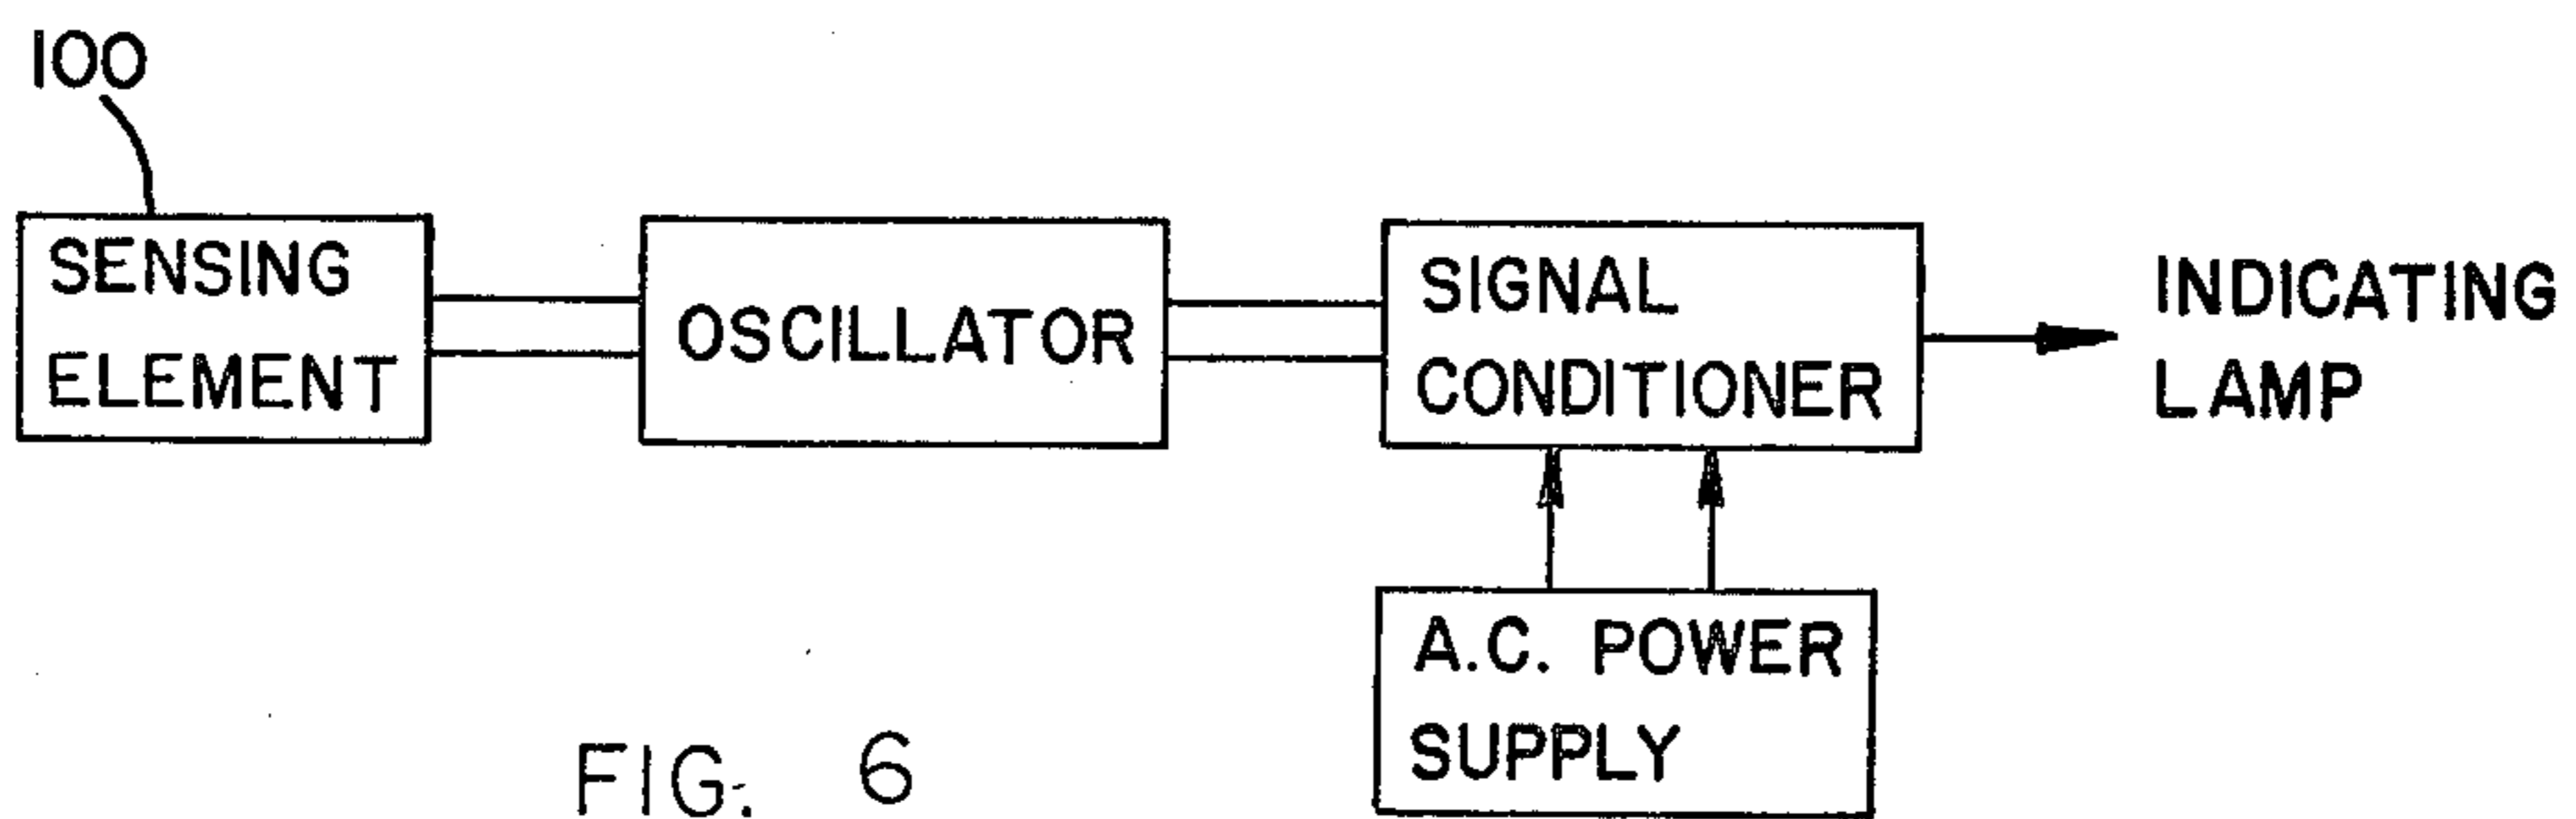 100
SENSING
ELEMENT
OSCILLATOR
SIGNAL
CONDITIONER
INDICATING
LAMP
A.C. POWER
SUPPLY
FIG. 6